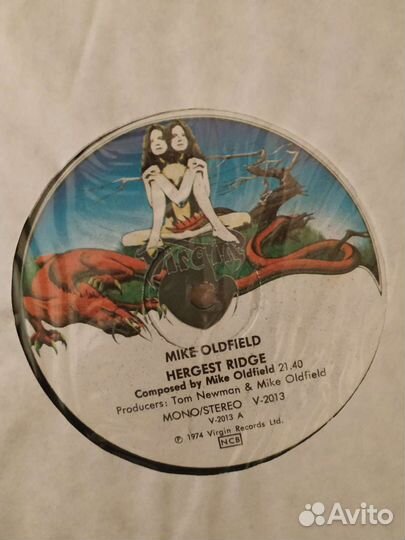 Virgin
MIKE OLDFIELD
HERGEST RIDGE
Composed by Mike Oldfield 21.40
Producers: Tom Newman & Mike Oldfield
MONO/STEREO V-2013
V-2013 A
℗ 1974 Virgin Records Ltd.
NCB
Avito